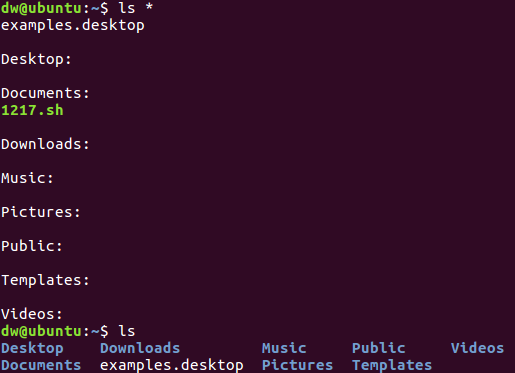 dw@ubuntu:~$ ls *
examples.desktop
Desktop:
Documents:
1217.sh
Downloads:
Music:
Pictures:
Public:
Templates:
Videos:
dw@ubuntu:~$ ls
Desktop Downloads Music Public Videos
Documents examples.desktop Pictures Templates